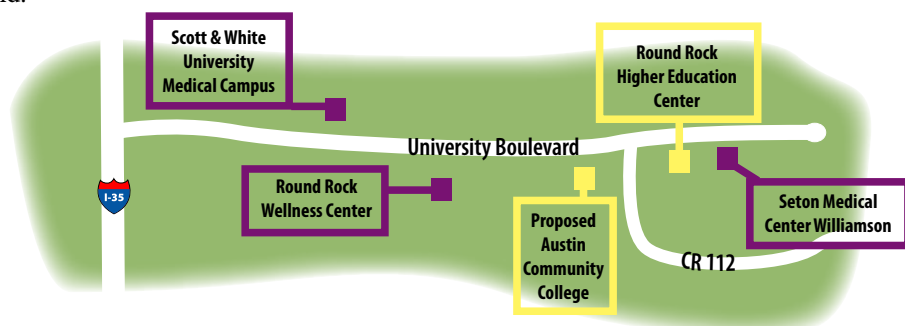 Scott & White
University
Medical Campus
Round Rock
Higher Education
Center
University Boulevard
I-35
Round Rock
Wellness Center
Proposed
Austin
Community
College
Seton Medical
Center Williamson
CR 112